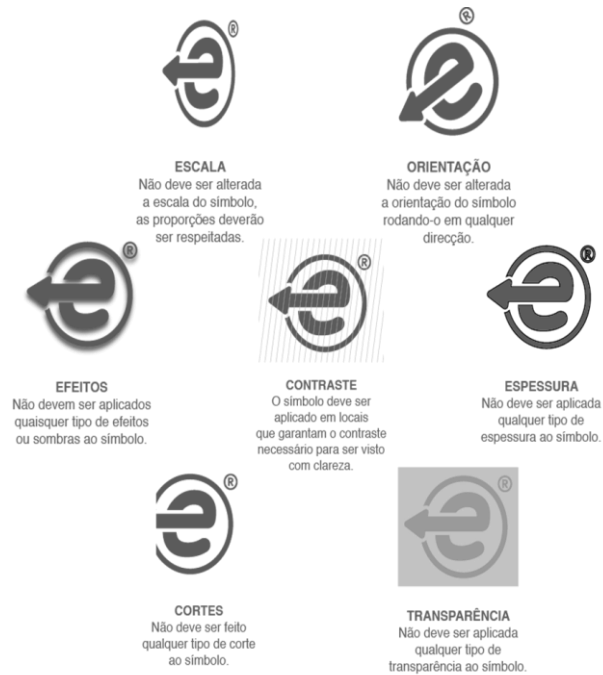 ®
®
ESCALA
Não deve ser alterada
a escala do símbolo,
as proporções deverão
ser respeitadas.
ORIENTAÇÃO
Não deve ser alterada
a orientação do símbolo
rodando-o em qualquer
direcção.
®
®
®
EFEITOS
Não devem ser aplicados
quaisquer tipo de efeitos
ou sombras ao símbolo.
CONTRASTE
O símbolo deve ser
aplicado em locais
que garantam o contraste
necessário para ser visto
com clareza.
ESPESSURA
Não deve ser aplicada
qualquer tipo de
espessura ao símbolo.
®
®
CORTES
Não deve ser feito
qualquer tipo de corte
ao símbolo.
TRANSPARÊNCIA
Não deve ser aplicada
qualquer tipo de
transparência ao símbolo.